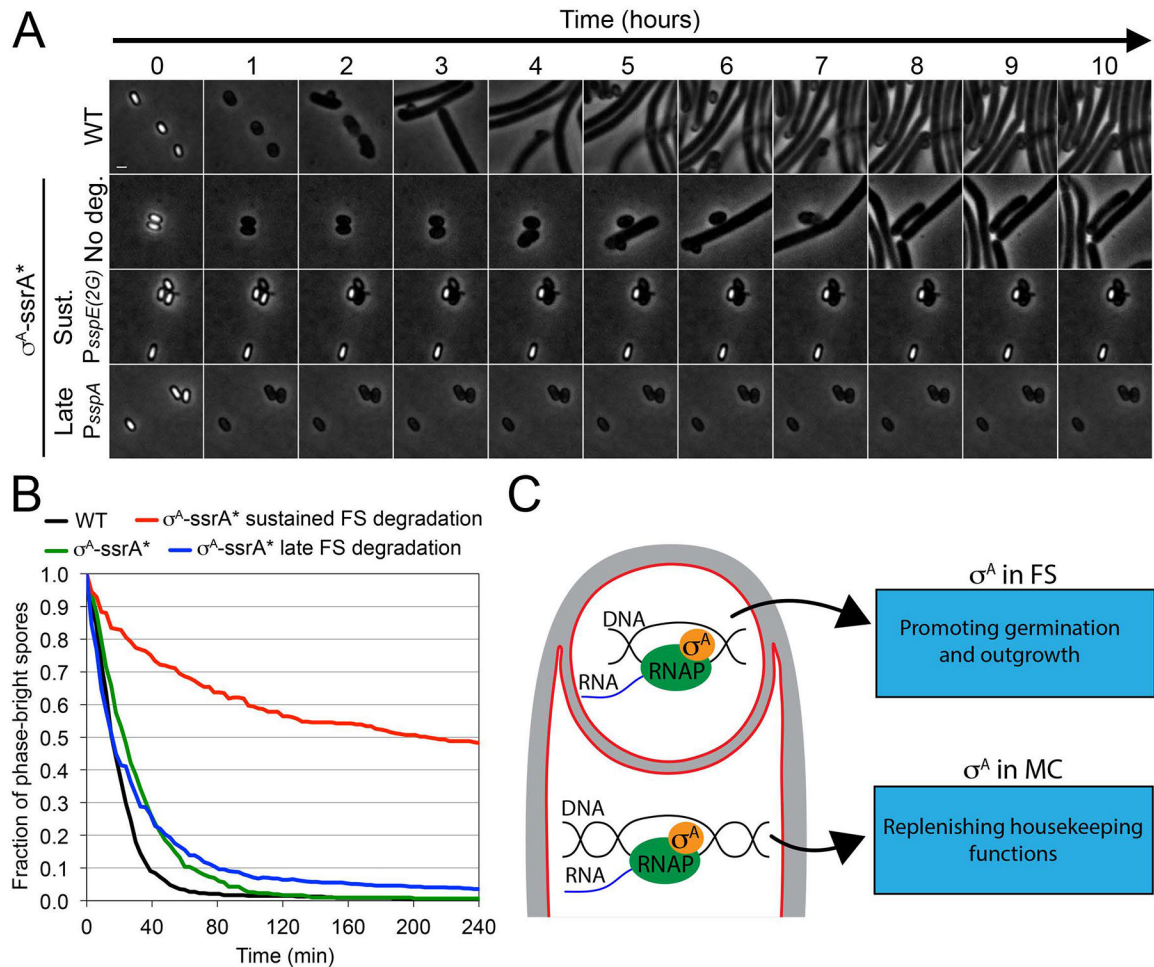 A
Time (hours)
0 1 2 3 4 5 6 7 8 9 10
WT
σA-ssrA*
No deg.
Sust.
PsspE(2G)
Late
PsspA
B
WT
σA-ssrA* sustained FS degradation
σA-ssrA*
σA-ssrA* late FS degradation
Fraction of phase-bright spores
1.0
0.9
0.8
0.7
0.6
0.5
0.4
0.3
0.2
0.1
0.0
0 40 80 120 160 200 240
Time (min)
C
DNA
σA
RNAP
RNA
σA in FS
Promoting germination
and outgrowth
DNA
σA
RNAP
RNA
σA in MC
Replenishing housekeeping
functions